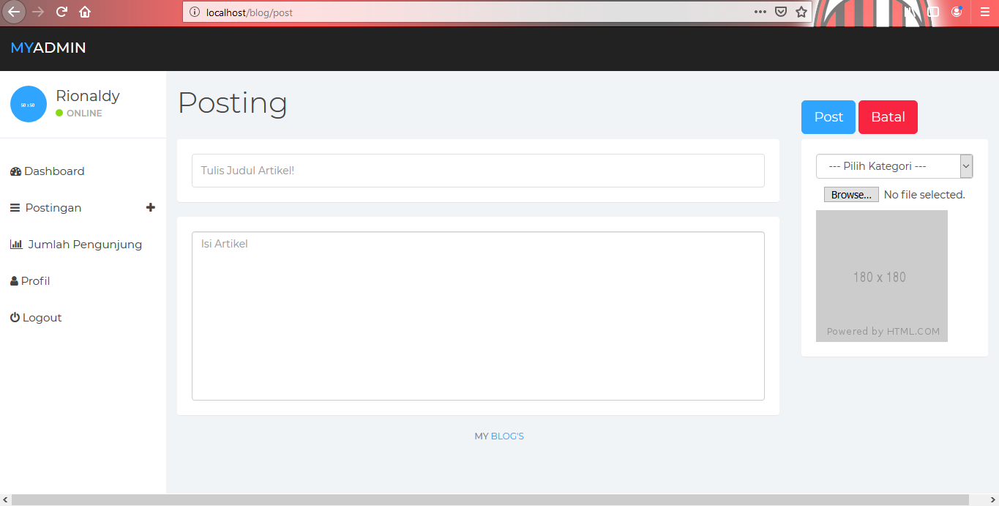 localhost/blog/post
MYADMIN
50 x 50
Rionaldy
ONLINE
Dashboard
Postingan
Jumlah Pengunjung
Profil
Logout
Posting
Tulis Judul Artikel!
Isi Artikel
Post Batal
--- Pilih Kategori ---
Browse... No file selected.
180 x 180
Powered by HTML.COM
MY BLOG'S